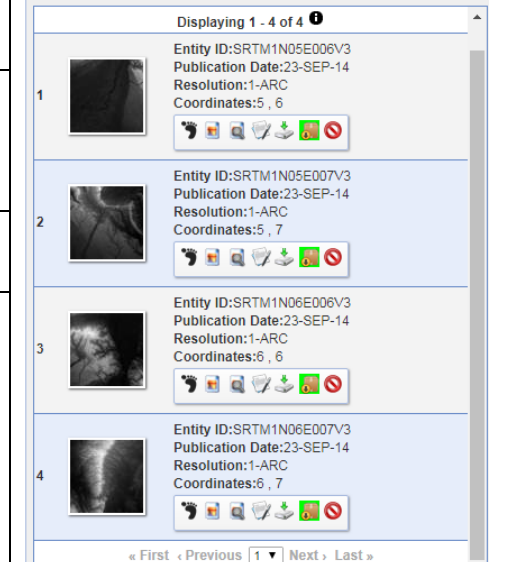 Displaying 1 - 4 of 4
Entity ID:SRTM1N05E006V3
Publication Date:23-SEP-14
Resolution:1-ARC
Coordinates:5 , 6
1
Entity ID:SRTM1N05E007V3
Publication Date:23-SEP-14
Resolution:1-ARC
Coordinates:5 , 7
2
Entity ID:SRTM1N06E006V3
Publication Date:23-SEP-14
Resolution:1-ARC
Coordinates:6 , 6
3
Entity ID:SRTM1N06E007V3
Publication Date:23-SEP-14
Resolution:1-ARC
Coordinates:6 , 7
4
« First ‹ Previous 1 Next › Last »